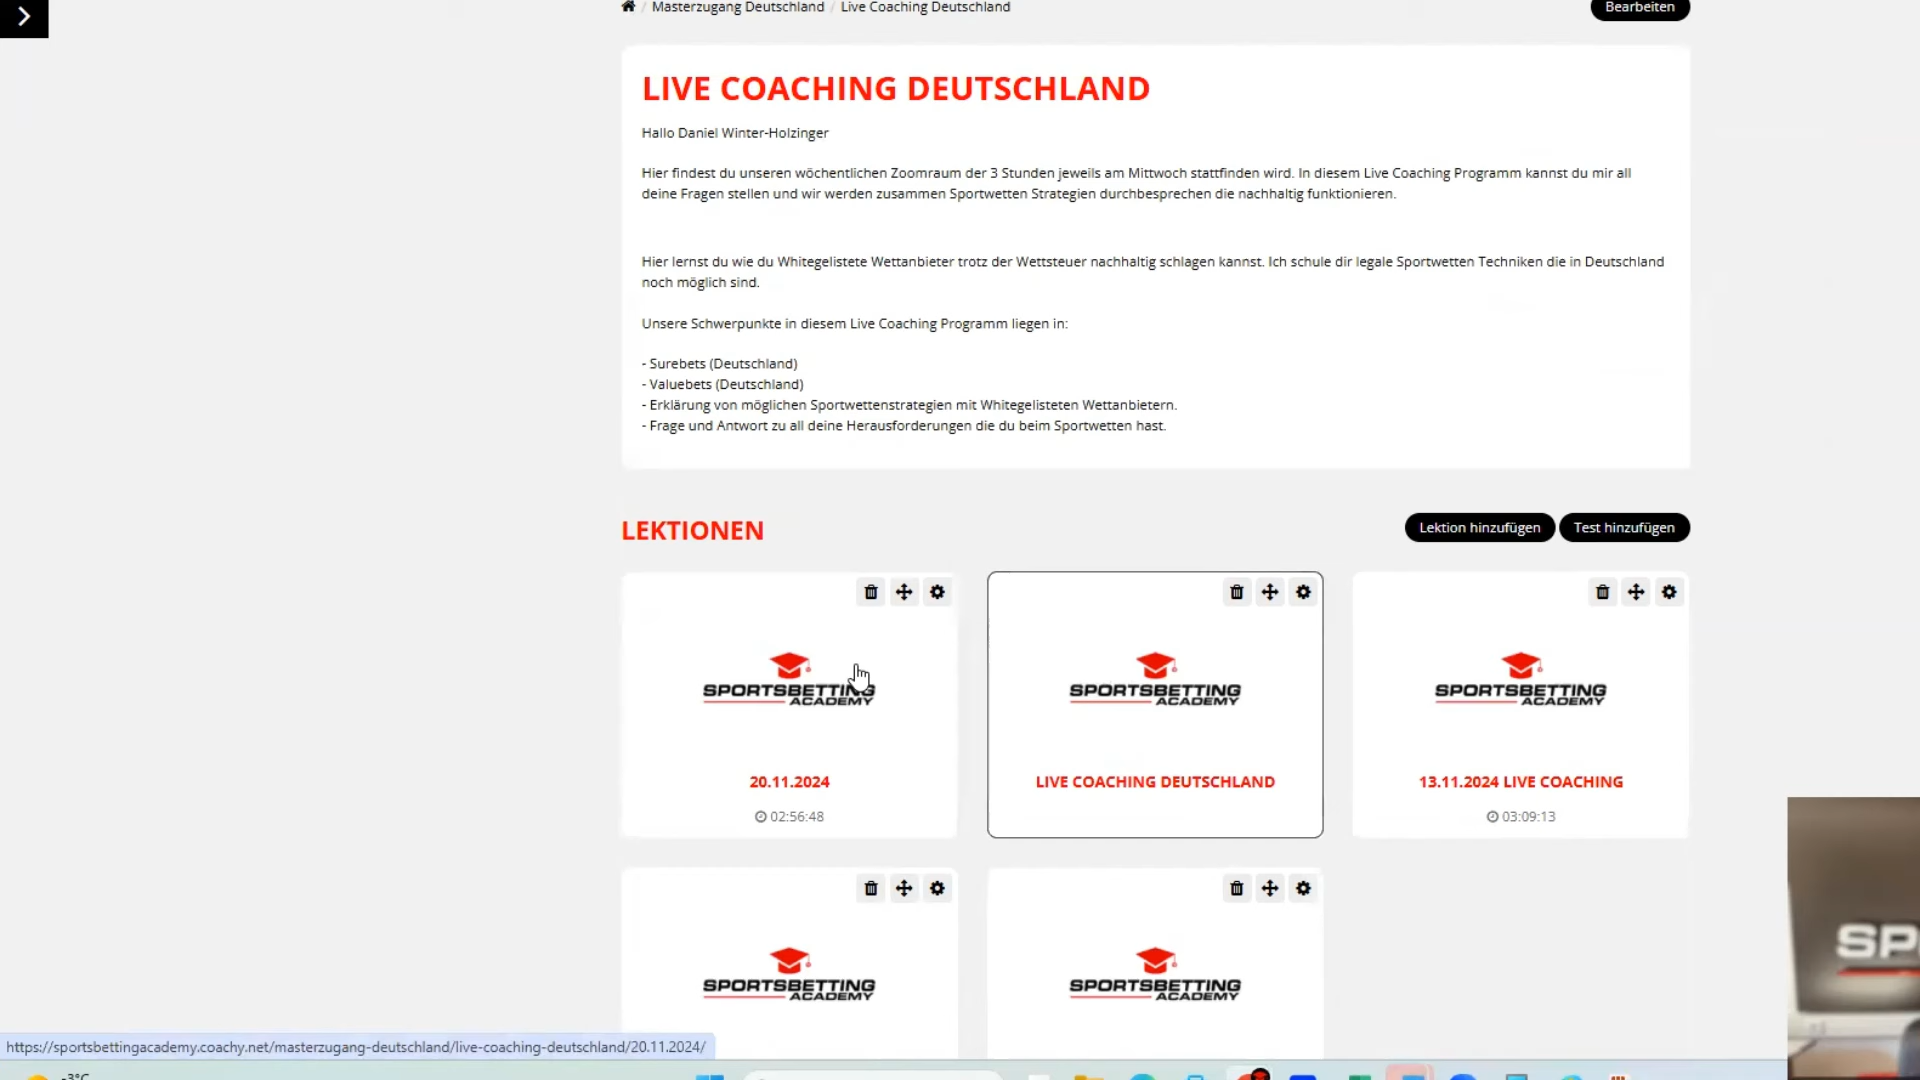 Masterzugang Deutschland / Live Coaching Deutschland
Bearbeiten
LIVE COACHING DEUTSCHLAND
Hallo Daniel Winter-Holzinger
Hier findest du unseren wöchentlichen Zoomraum der 3 Stunden jeweils am Mittwoch stattfinden wird. In diesem Live Coaching Programm kannst du mir all
deine Fragen stellen und wir werden zusammen Sportwetten Strategien durchbesprechen die nachhaltig funktionieren.
Hier lernst du wie du Whitegelistete Wettanbieter trotz der Wettsteuer nachhaltig schlagen kannst. Ich schule dir legale Sportwetten Techniken die in Deutschland
noch möglich sind.
Unsere Schwerpunkte in diesem Live Coaching Programm liegen in:
- Surebets (Deutschland)
- Valuebets (Deutschland)
- Erklärung von möglichen Sportwettenstrategien mit Whitegelisteten Wettanbietern.
- Frage und Antwort zu all deine Herausforderungen die du beim Sportwetten hast.
LEKTIONEN
Lektion hinzufügen
Test hinzufügen
SPORTSBETTING
ACADEMY
20.11.2024
02:56:48
SPORTSBETTING
ACADEMY
LIVE COACHING DEUTSCHLAND
SPORTSBETTING
ACADEMY
13.11.2024 LIVE COACHING
03:09:13
SPORTSBETTING
ACADEMY
SPORTSBETTING
ACADEMY
SP
https://sportsbettingacademy.coachy.net/masterzugang-deutschland/live-coaching-deutschland/20.11.2024/
-3°C